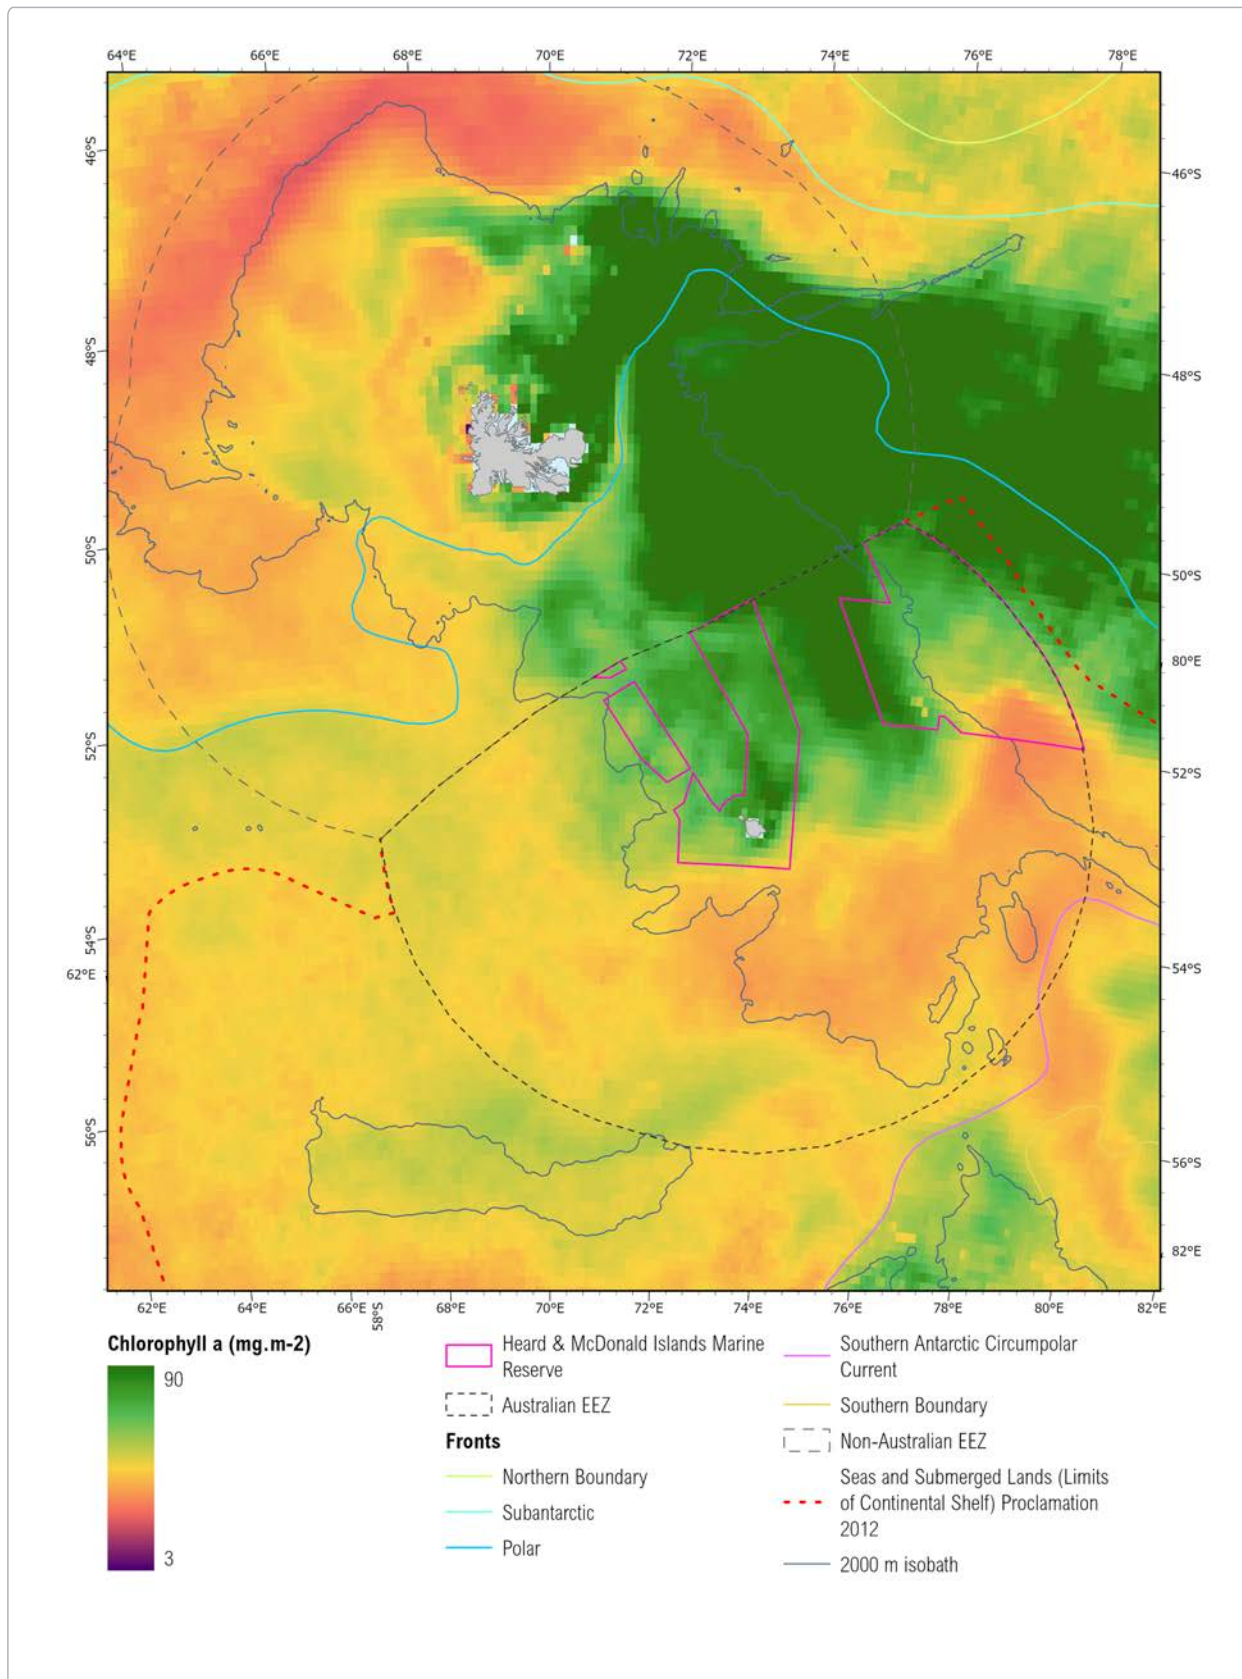 64°E 66°E 68°E 70°E 72°E 74°E 76°E 78°E
46°S
46°S
48°S
48°S
50°S
50°S
80°E
52°S
52°S
54°S
54°S
62°E
56°S
56°S
82°E
62°E 64°E 66°E 68°E 70°E 72°E 74°E 76°E 78°E 80°E 82°E
58°S
Chlorophyll a (mg.m-2)
90
3
Heard & McDonald Islands Marine
Reserve
Australian EEZ
Fronts
Northern Boundary
Subantarctic
Polar
Southern Antarctic Circumpolar
Current
Southern Boundary
Non-Australian EEZ
Seas and Submerged Lands (Limits
of Continental Shelf) Proclamation
2012
2000 m isobath